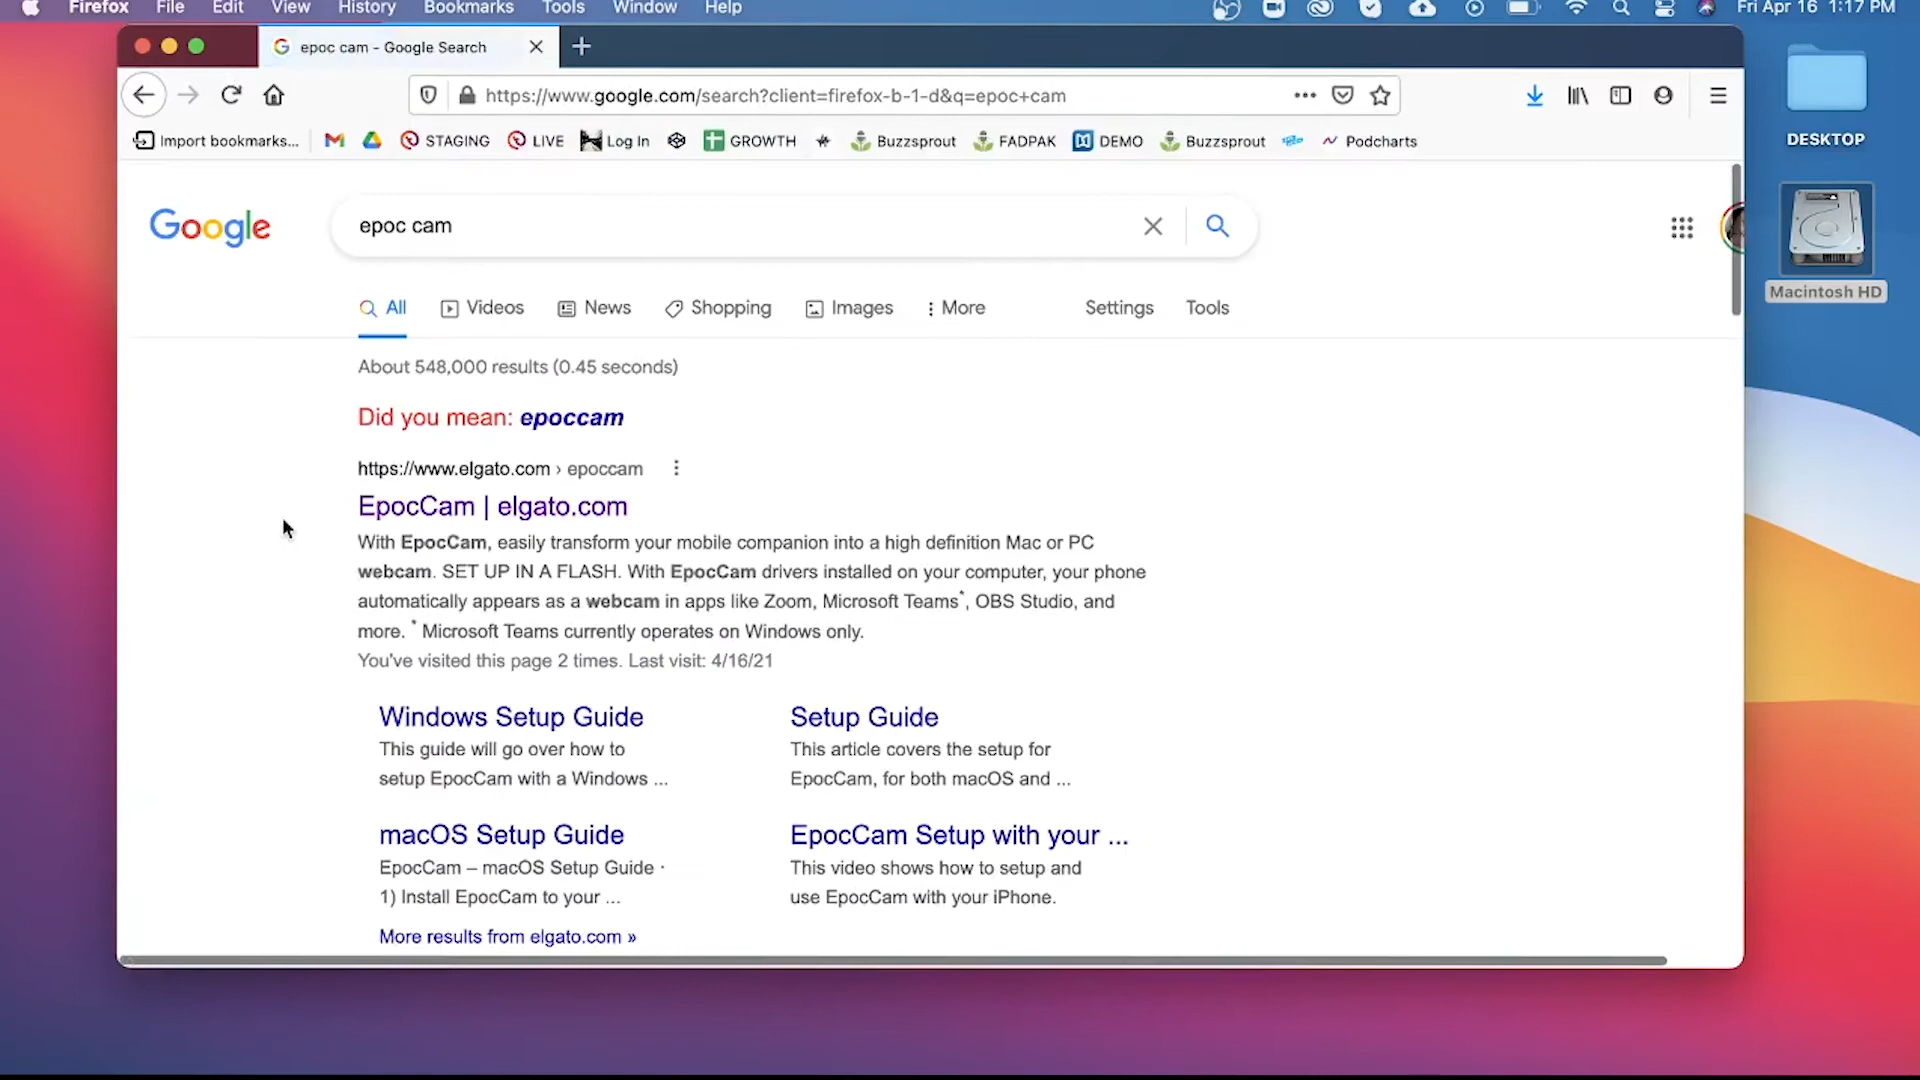 Firefox File Edit View History Bookmarks Tools Window Help Fri Apr 16 1:17 PM
epoc cam - Google Search
https://www.google.com/search?client=firefox-b-1-d&q=epoc+cam
Import bookmarks... STAGING LIVE Log In GROWTH Buzzsprout FADPAK DEMO Buzzsprout Podcharts
DESKTOP
Macintosh HD
Google
epoc cam
All Videos News Shopping Images More Settings Tools
About 548,000 results (0.45 seconds)
Did you mean: epoccam
https://www.elgato.com › epoccam
EpocCam | elgato.com
With EpocCam, easily transform your mobile companion into a high definition Mac or PC
webcam. SET UP IN A FLASH. With EpocCam drivers installed on your computer, your phone
automatically appears as a webcam in apps like Zoom, Microsoft Teams*, OBS Studio, and
more. * Microsoft Teams currently operates on Windows only.
You've visited this page 2 times. Last visit: 4/16/21
Windows Setup Guide
This guide will go over how to
setup EpocCam with a Windows ...
Setup Guide
This article covers the setup for
EpocCam, for both macOS and ...
macOS Setup Guide
EpocCam – macOS Setup Guide ·
1) Install EpocCam to your ...
EpocCam Setup with your ...
This video shows how to setup and
use EpocCam with your iPhone.
More results from elgato.com »